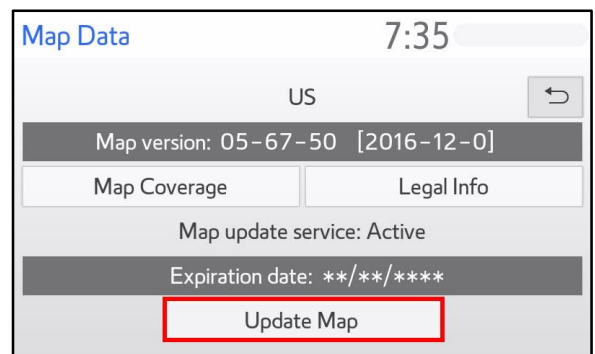 Map Data 7:35
US
Map version: 05-67-50 [2016-12-0]
Map Coverage Legal Info
Map update service: Active
Expiration date: **/**/****
Update Map